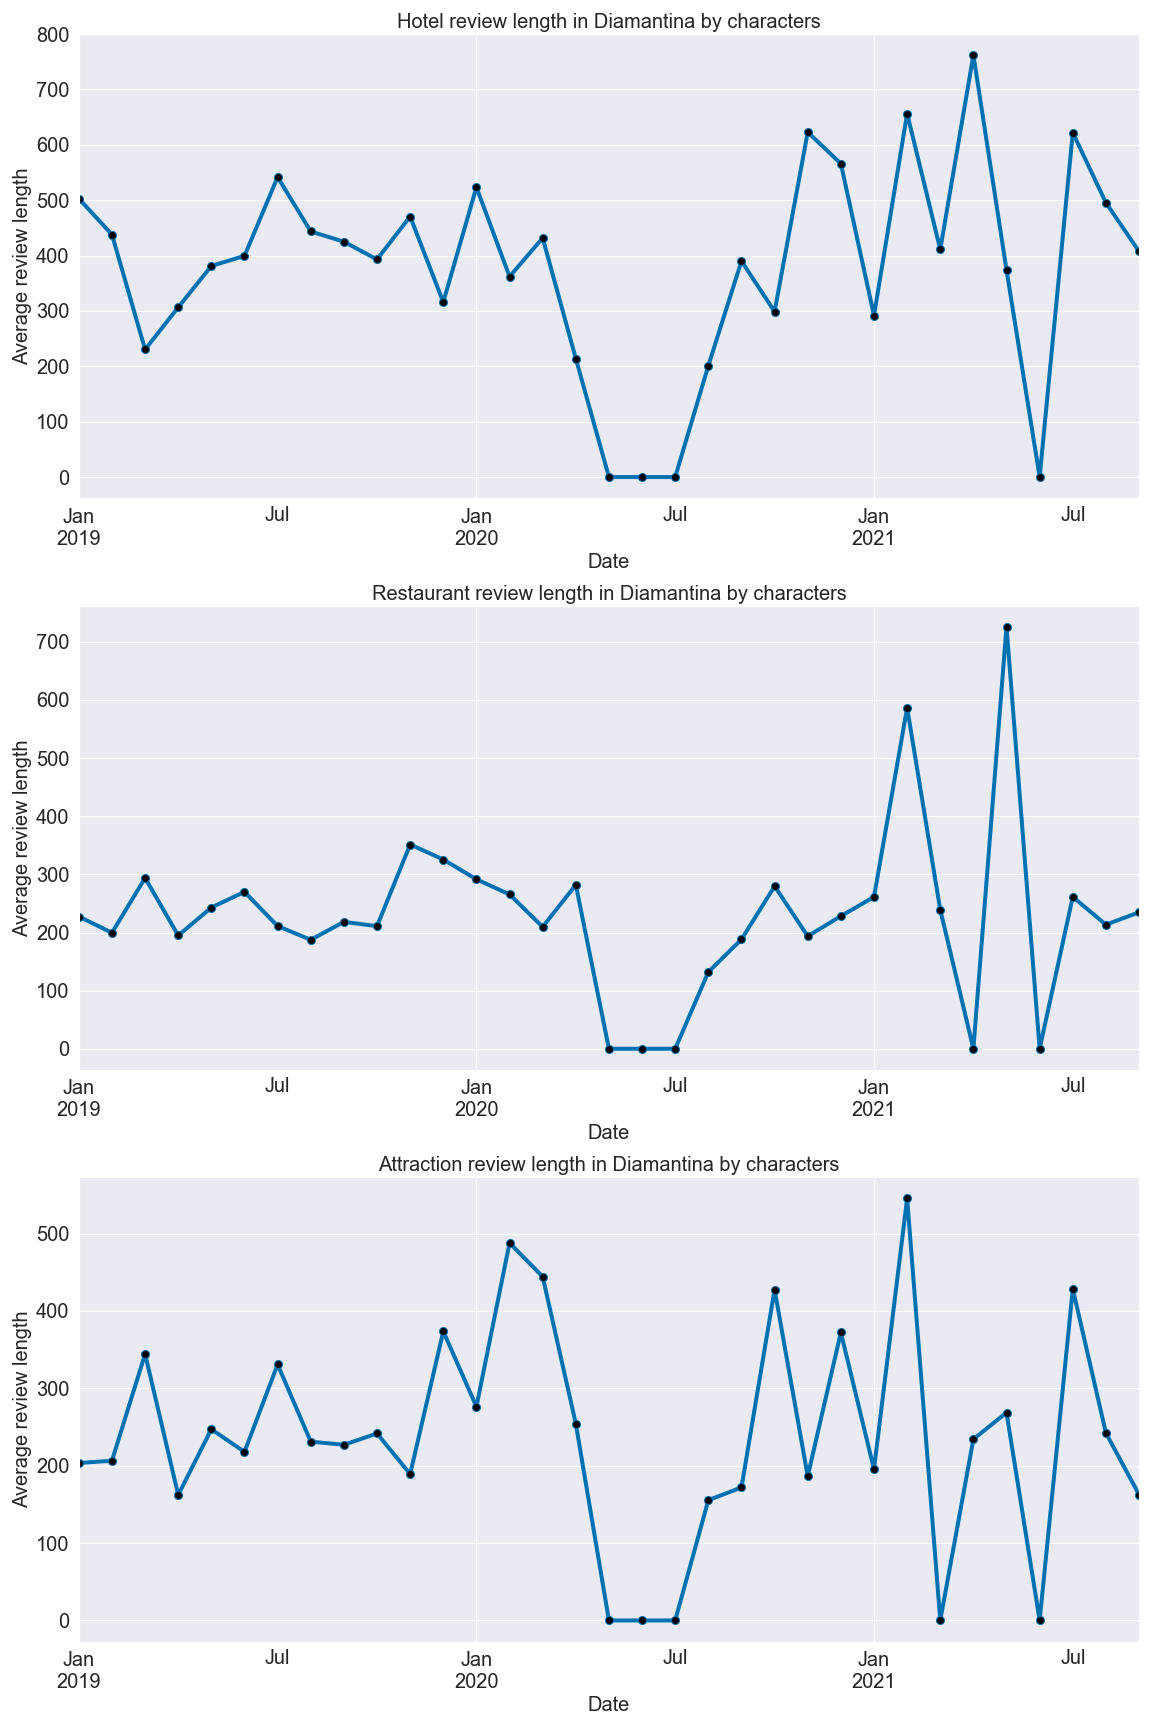 Hotel review length in Diamantina by characters
800
700
600
500
400
300
200
100
0
Average review length
Jan Jul Jan Jul Jan Jul
2019 2020 2021
Date
Restaurant review length in Diamantina by characters
700
600
500
400
300
200
100
0
Average review length
Jan Jul Jan Jul Jan Jul
2019 2020 2021
Date
Attraction review length in Diamantina by characters
500
400
300
200
100
0
Average review length
Jan Jul Jan Jul Jan Jul
2019 2020 2021
Date